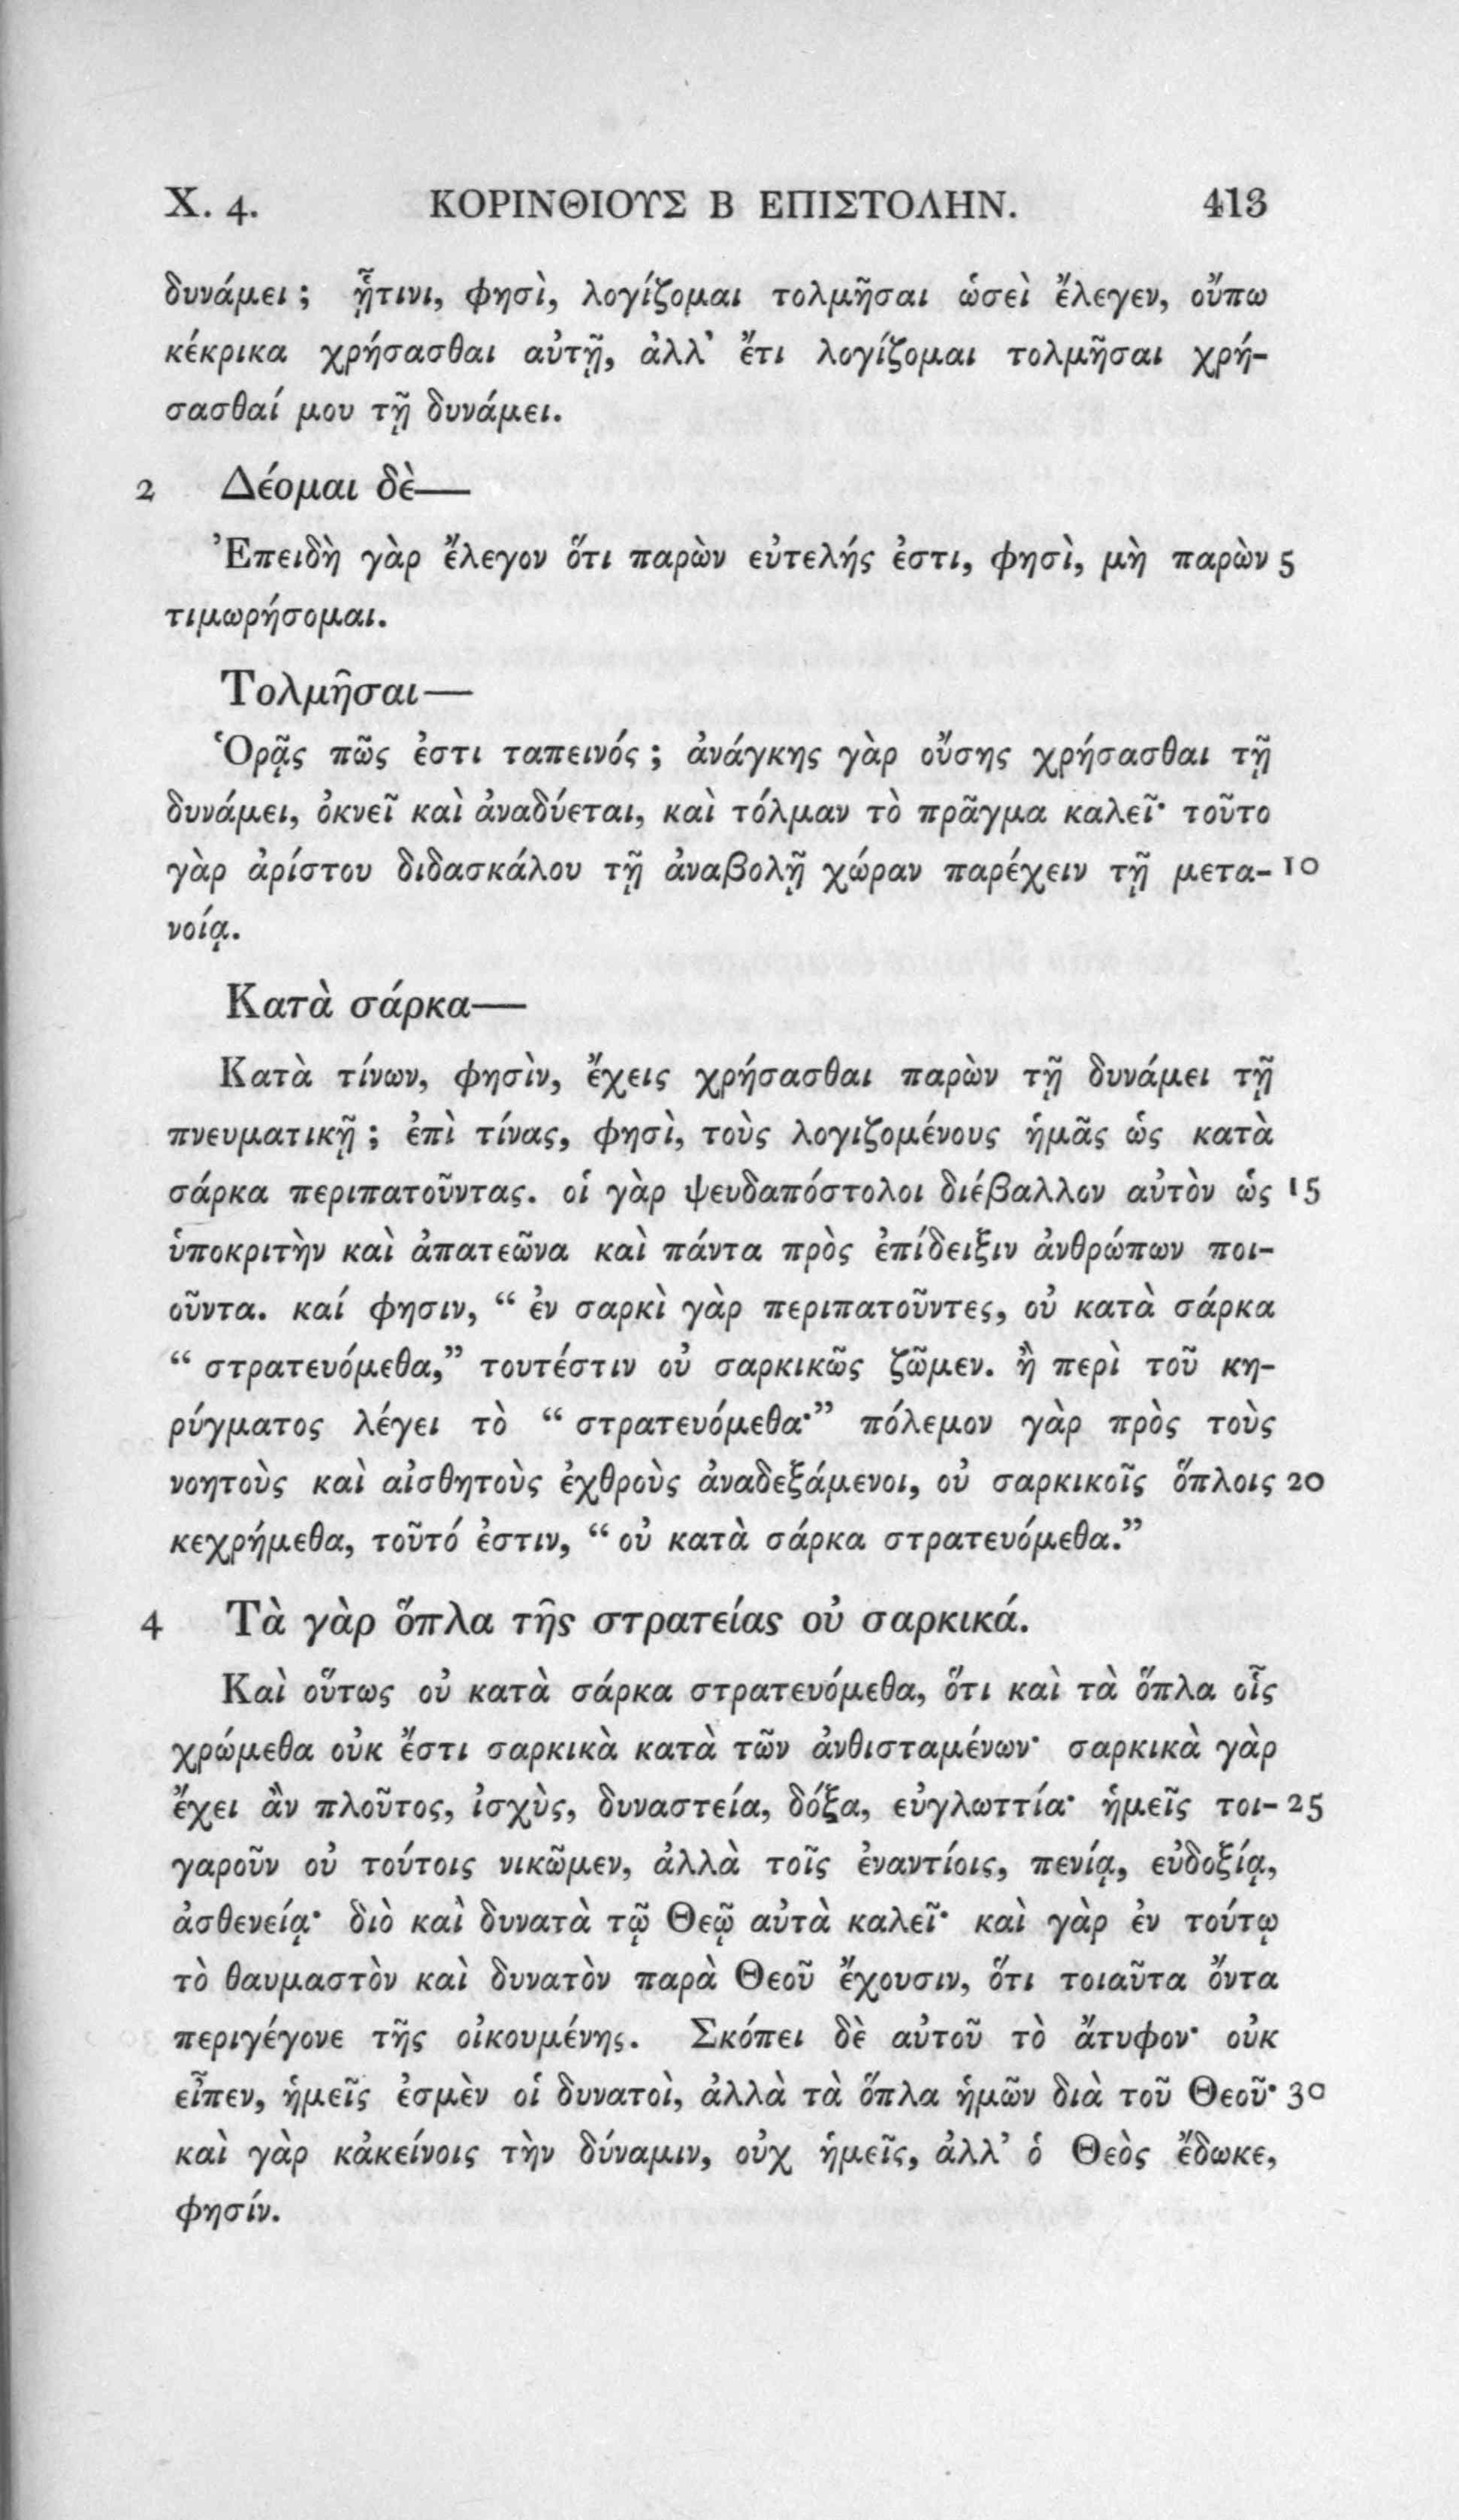 X. 4. ΚΟΡΙΝΘΙΟΥΣ Β ΕΠΙΣΤΟΛΗΝ. 413
δυνάμει ; ᾗτινι, φησὶ, λογίζομαι τολμῆσαι ὡσεὶ ἔλεγεν, οὔπω
κέκρικα χρήσασθαι αὐτῇ, ἀλλ’ ἔτι λογίζομαι τολμῆσαι χρή-
σασθαί μου τῇ δυνάμει.
2 Δέομαι δὲ—
Ἐπειδὴ γὰρ ἔλεγον ὅτι παρὼν εὐτελής ἐστι, φησὶ, μὴ παρὼν 5
τιμωρήσομαι.
Τολμῆσαι—
Ὁρᾷς πῶς ἐστι ταπεινός ; ἀνάγκης γὰρ οὔσης χρήσασθαι τῇ
δυνάμει, ὀκνεῖ καὶ ἀναδύεται, καὶ τόλμαν τὸ πρᾶγμα καλεῖ· τοῦτο
γὰρ ἀρίστου διδασκάλου τῇ ἀναβολῇ χώραν παρέχειν τῇ μετα- 10
νοίᾳ.
Κατὰ σάρκα—
Κατὰ τίνων, φησὶν, ἔχεις χρήσασθαι παρὼν τῇ δυνάμει τῇ
πνευματικῇ ; ἐπὶ τίνας, φησὶ, τοὺς λογιζομένους ἡμᾶς ὡς κατὰ
σάρκα περιπατοῦντας. οἱ γὰρ ψευδαπόστολοι διέβαλλον αὐτὸν ὡς 15
ὑποκριτὴν καὶ ἀπατεῶνα καὶ πάντα πρὸς ἐπίδειξιν ἀνθρώπων ποι-
οῦντα. καί φησιν, “ ἐν σαρκὶ γὰρ περιπατοῦντες, οὐ κατὰ σάρκα
“ στρατευόμεθα,” τουτέστιν οὐ σαρκικῶς ζῶμεν. ἢ περὶ τοῦ κη-
ρύγματος λέγει τὸ “ στρατευόμεθα·” πόλεμον γὰρ πρὸς τοὺς
νοητοὺς καὶ αἰσθητοὺς ἐχθροὺς ἀναδεξάμενοι, οὐ σαρκικοῖς ὅπλοις 20
κεχρήμεθα, τοῦτό ἐστιν, “ οὐ κατὰ σάρκα στρατευόμεθα.”
4 Τὰ γὰρ ὅπλα τῆς στρατείας οὐ σαρκικά.
Καὶ οὕτως οὐ κατὰ σάρκα στρατευόμεθα, ὅτι καὶ τὰ ὅπλα οἷς
χρώμεθα οὐκ ἔστι σαρκικὰ κατὰ τῶν ἀνθισταμένων· σαρκικὰ γὰρ
ἔχει ἂν πλοῦτος, ἰσχὺς, δυναστεία, δόξα, εὐγλωττία· ἡμεῖς τοι- 25
γαροῦν οὐ τούτοις νικῶμεν, ἀλλὰ τοῖς ἐναντίοις, πενίᾳ, εὐδοξίᾳ,
ἀσθενείᾳ· διὸ καὶ δυνατὰ τῷ Θεῷ αὐτὰ καλεῖ· καὶ γὰρ ἐν τούτῳ
τὸ θαυμαστὸν καὶ δυνατὸν παρὰ Θεοῦ ἔχουσιν, ὅτι τοιαῦτα ὄντα
περιγέγονε τῆς οἰκουμένης. Σκόπει δὲ αὐτοῦ τὸ ἄτυφον· οὐκ
εἶπεν, ἡμεῖς ἐσμὲν οἱ δυνατοὶ, ἀλλὰ τὰ ὅπλα ἡμῶν διὰ τοῦ Θεοῦ· 30
καὶ γὰρ κἀκείνοις τὴν δύναμιν, οὐχ ἡμεῖς, ἀλλ’ ὁ Θεὸς ἔδωκε,
φησίν.